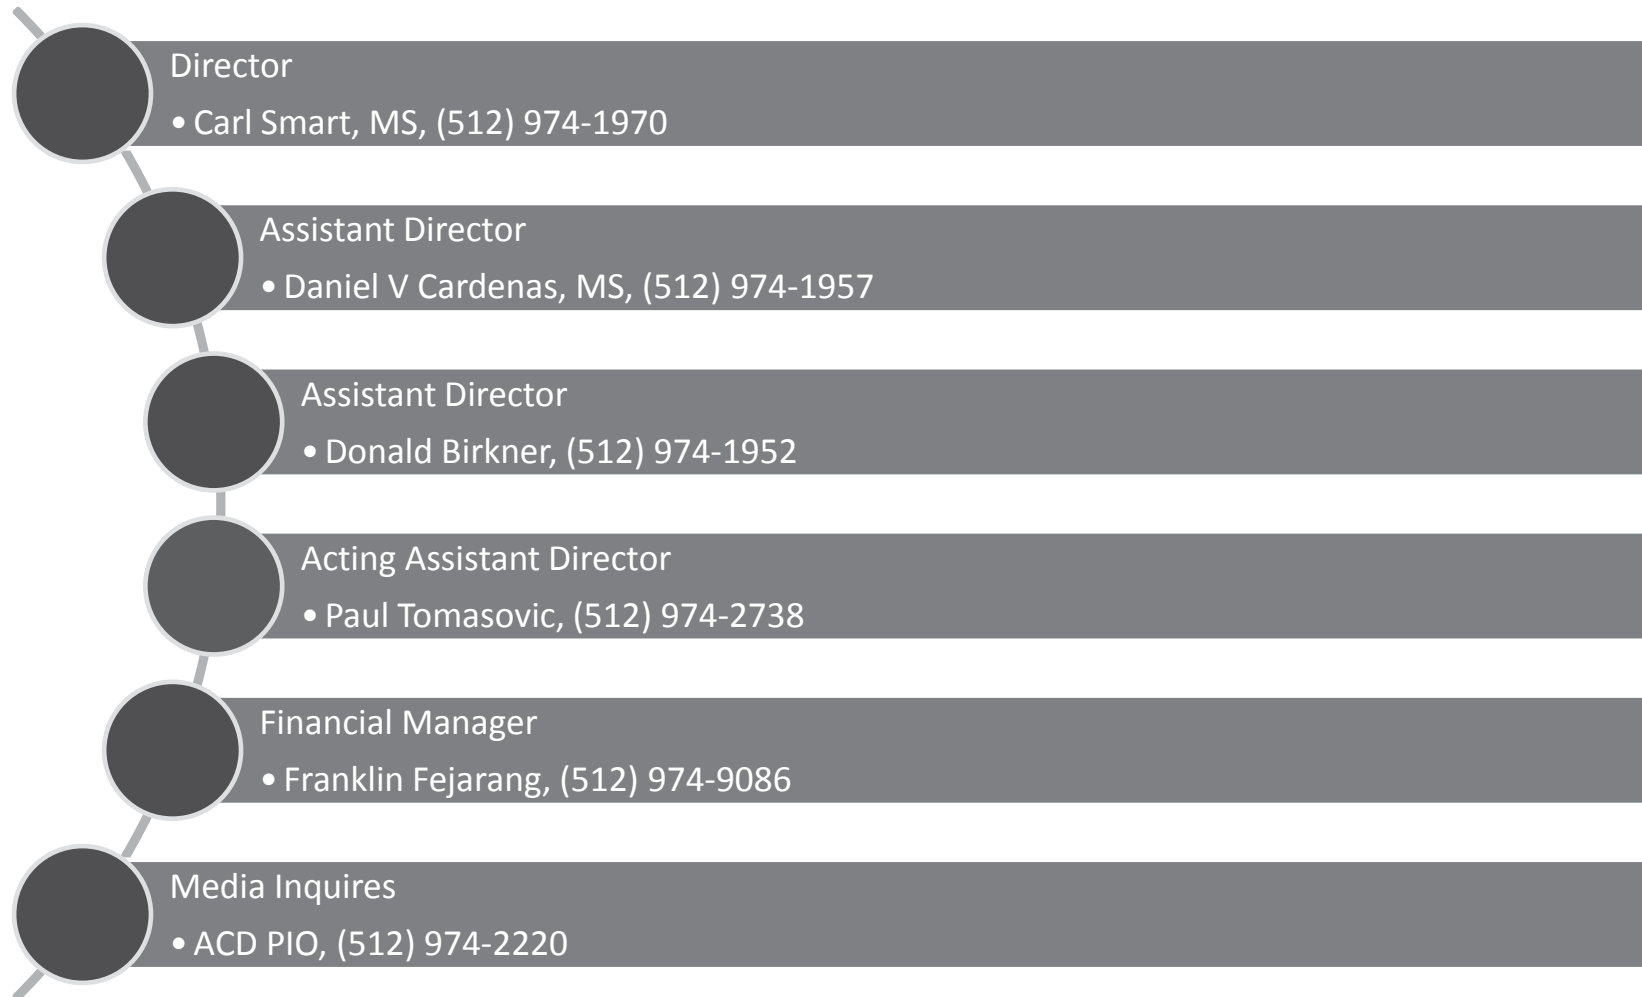 Director
• Carl Smart, MS, (512) 974-1970
Assistant Director
• Daniel V Cardenas, MS, (512) 974-1957
Assistant Director
• Donald Birkner, (512) 974-1952
Acting Assistant Director
• Paul Tomasovic, (512) 974-2738
Financial Manager
• Franklin Fejarang, (512) 974-9086
Media Inquires
• ACD PIO, (512) 974-2220